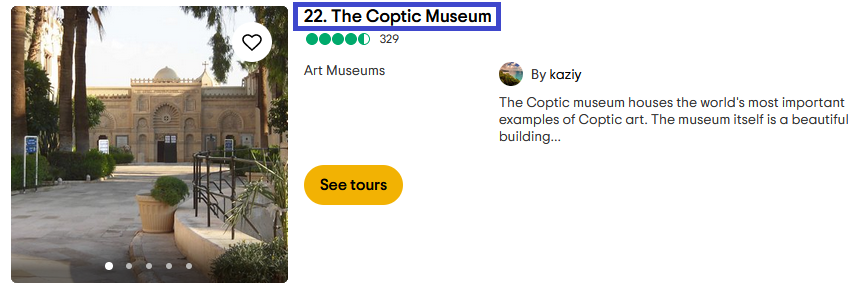 22. The Coptic Museum
329
Art Museums
By kaziy
The Coptic museum houses the world's most important
examples of Coptic art. The museum itself is a beautiful
building...
See tours